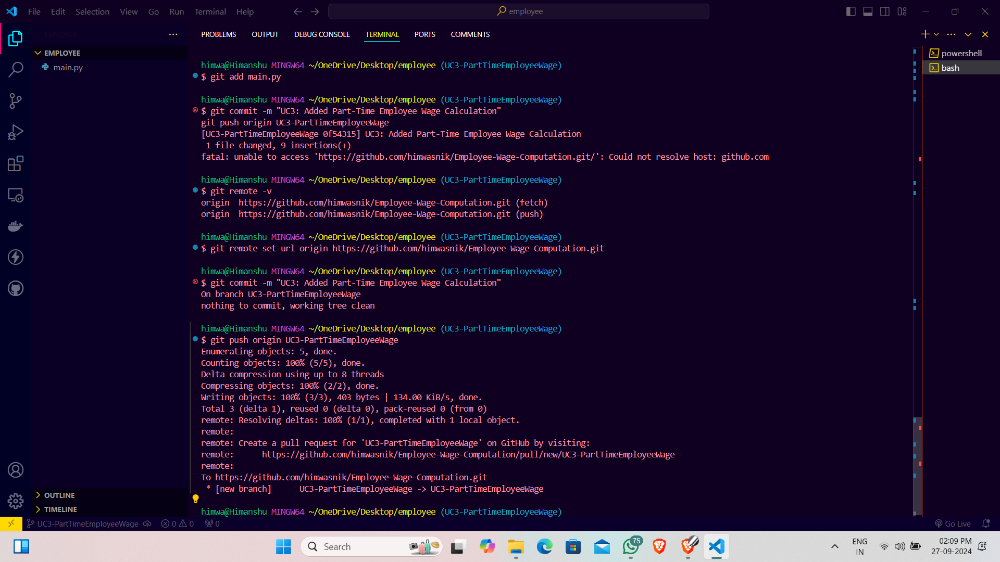 File Edit Selection View Go Run Terminal Help
employee
EXPLORER
PROBLEMS OUTPUT DEBUG CONSOLE TERMINAL PORTS COMMENTS
EMPLOYEE
main.py
powershell
bash
himwa@Himanshu MINGW64 ~/OneDrive/Desktop/employee (UC3-PartTimeEmployeeWage)
$ git add main.py
himwa@Himanshu MINGW64 ~/OneDrive/Desktop/employee (UC3-PartTimeEmployeeWage)
$ git commit -m "UC3: Added Part-Time Employee Wage Calculation"
git push origin UC3-PartTimeEmployeeWage
[UC3-PartTimeEmployeeWage 0f54315] UC3: Added Part-Time Employee Wage Calculation
1 file changed, 9 insertions(+)
fatal: unable to access 'https://github.com/himwasnik/Employee-Wage-Computation.git/': Could not resolve host: github.com
himwa@Himanshu MINGW64 ~/OneDrive/Desktop/employee (UC3-PartTimeEmployeeWage)
$ git remote -v
origin https://github.com/himwasnik/Employee-Wage-Computation.git (fetch)
origin https://github.com/himwasnik/Employee-Wage-Computation.git (push)
himwa@Himanshu MINGW64 ~/OneDrive/Desktop/employee (UC3-PartTimeEmployeeWage)
$ git remote set-url origin https://github.com/himwasnik/Employee-Wage-Computation.git
himwa@Himanshu MINGW64 ~/OneDrive/Desktop/employee (UC3-PartTimeEmployeeWage)
$ git commit -m "UC3: Added Part-Time Employee Wage Calculation"
On branch UC3-PartTimeEmployeeWage
nothing to commit, working tree clean
himwa@Himanshu MINGW64 ~/OneDrive/Desktop/employee (UC3-PartTimeEmployeeWage)
$ git push origin UC3-PartTimeEmployeeWage
Enumerating objects: 5, done.
Counting objects: 100% (5/5), done.
Delta compression using up to 8 threads
Compressing objects: 100% (2/2), done.
Writing objects: 100% (3/3), 403 bytes | 134.00 KiB/s, done.
Total 3 (delta 1), reused 0 (delta 0), pack-reused 0 (from 0)
remote: Resolving deltas: 100% (1/1), completed with 1 local object.
remote:
remote: Create a pull request for 'UC3-PartTimeEmployeeWage' on GitHub by visiting:
remote: https://github.com/himwasnik/Employee-Wage-Computation/pull/new/UC3-PartTimeEmployeeWage
remote:
To https://github.com/himwasnik/Employee-Wage-Computation.git
* [new branch] UC3-PartTimeEmployeeWage -> UC3-PartTimeEmployeeWage
himwa@Himanshu MINGW64 ~/OneDrive/Desktop/employee (UC3-PartTimeEmployeeWage)
OUTLINE
TIMELINE
UC3-PartTimeEmployeeWage 0 0 0 Go Live
Search
75
ENG
IN
02:09 PM
27-09-2024